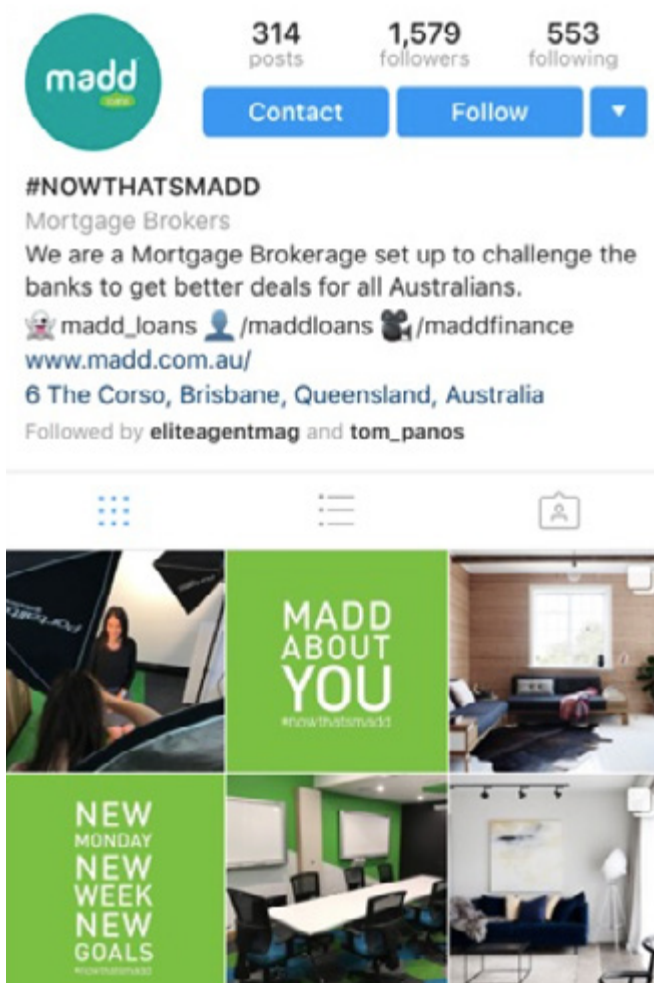 madd
314 1,579 553
posts followers following
Contact Follow
#NOWTHATSMADD
Mortgage Brokers
We are a Mortgage Brokerage set up to challenge the
banks to get better deals for all Australians.
madd_loans /maddloans /maddfinance
www.madd.com.au/
6 The Corso, Brisbane, Queensland, Australia
Followed by eliteagentmag and tom_panos
MADD
ABOUT
YOU
#nowthatsmadd
NEW
MONDAY
NEW
WEEK
NEW
GOALS
#nowthatsmadd